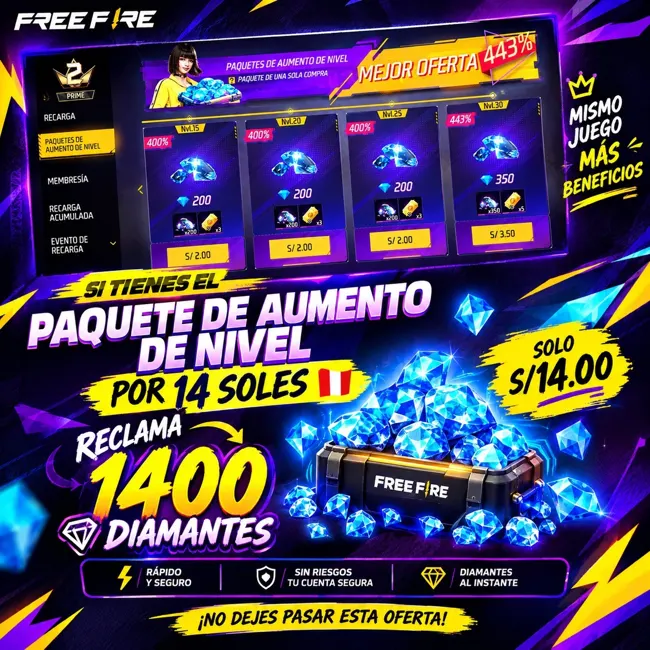 FREE FIRE
2
PRIME
RECARGA
PAQUETES DE
AUMENTO DE NIVEL
MEMBRESÍA
RECARGA
ACUMULADA
EVENTO DE
RECARGA
PAQUETES DE AUMENTO DE NIVEL
? PAQUETE DE UNA SOLA COMPRA
MEJOR OFERTA 443%
Nvl.15
400%
200
x200 x3
S/ 2.00
Nvl.20
400%
200
x200 x3
S/ 2.00
Nvl.25
400%
200
x200 x3
S/ 2.00
Nvl.30
443%
350
x350 x5
S/ 3.50
MISMO
JUEGO
MÁS
BENEFICIOS
SI TIENES EL
PAQUETE DE AUMENTO
DE NIVEL
POR 14 SOLES
SOLO
S/14.00
RECLAMA
1400
DIAMANTES
FREE FIRE
RÁPIDO
Y SEGURO
SIN RIESGOS
TU CUENTA SEGURA
DIAMANTES
AL INSTANTE
¡NO DEJES PASAR ESTA OFERTA!